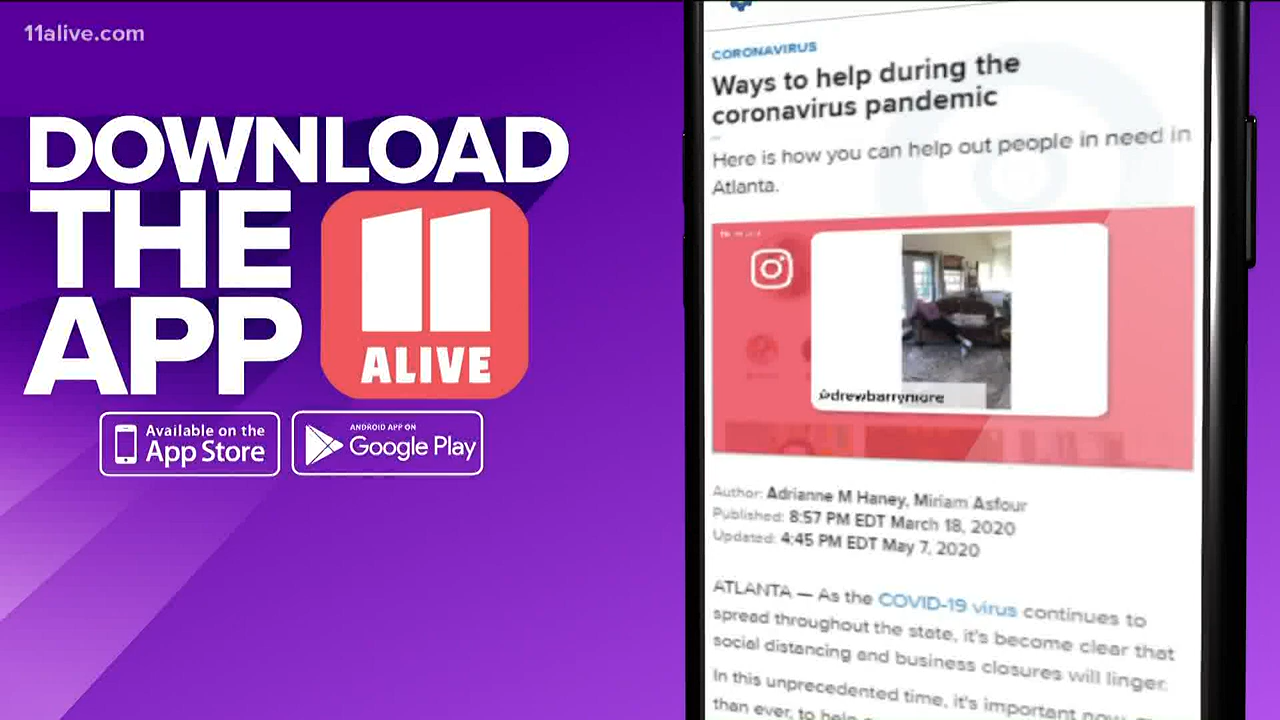 11alive.com
DOWNLOAD
THE
APP
11
ALIVE
Available on the
App Store
ANDROID APP ON
Google Play
CORONAVIRUS
Ways to help during the
coronavirus pandemic
Here is how you can help out people in need in
Atlanta.
@drewbarrymore
Author: Adrianne M Haney, Miriam Asfour
Published: 8:57 PM EDT March 18, 2020
Updated: 4:45 PM EDT May 7, 2020
ATLANTA — As the COVID-19 virus continues to
spread throughout the state, it's become clear that
social distancing and business closures will linger.
In this unprecedented time, it's important now,
than ever, to help